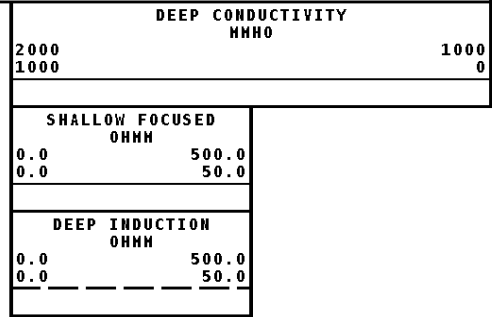 DEEP CONDUCTIVITY
MMHO
2000 1000
1000 0
SHALLOW FOCUSED
OHMM
0.0 500.0
0.0 50.0
DEEP INDUCTION
OHMM
0.0 500.0
0.0 50.0